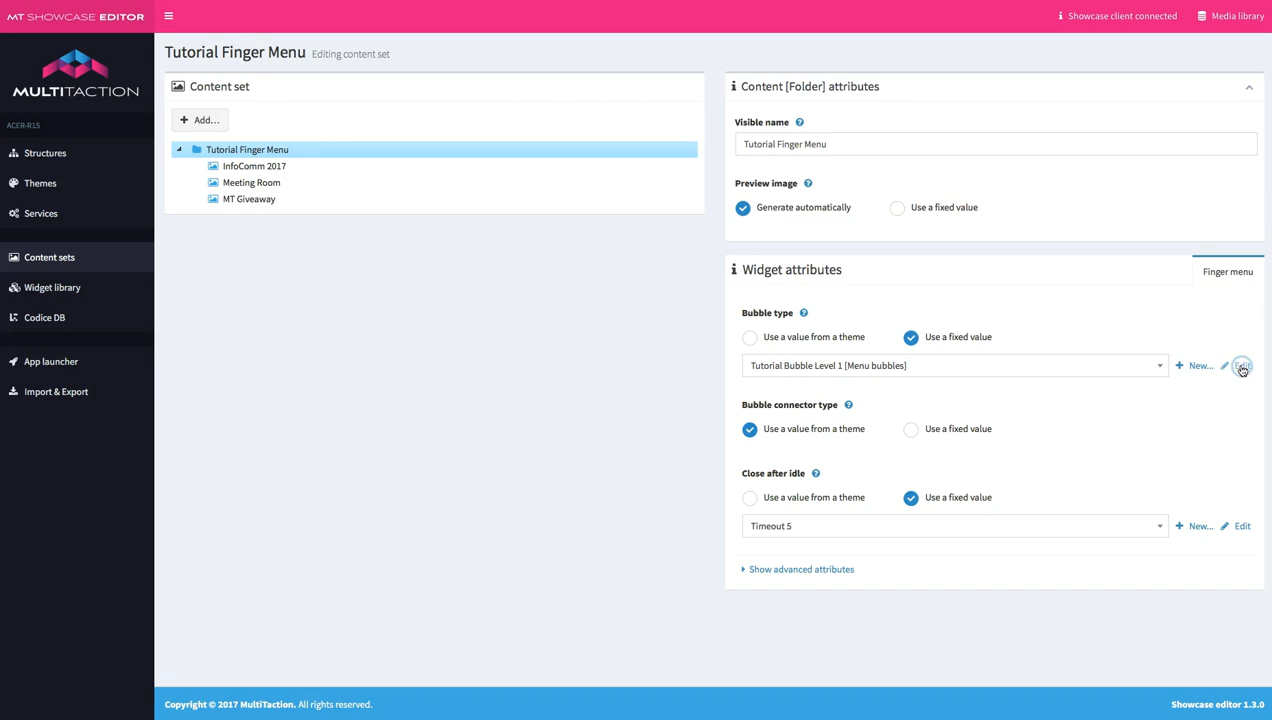 MT SHOWCASE EDITOR
Showcase client connected
Media library
MULTITACTION
ACER-R15
Structures
Themes
Services
Content sets
Widget library
Codice DB
App launcher
Import & Export
Tutorial Finger Menu Editing content set
Content set
Add...
Tutorial Finger Menu
InfoComm 2017
Meeting Room
MT Giveaway
Content [Folder] attributes
Visible name
Tutorial Finger Menu
Preview image
Generate automatically
Use a fixed value
Widget attributes
Finger menu
Bubble type
Use a value from a theme
Use a fixed value
Tutorial Bubble Level 1 [Menu bubbles]
New...
Edit
Bubble connector type
Use a value from a theme
Use a fixed value
Close after idle
Use a value from a theme
Use a fixed value
Timeout 5
New...
Edit
Show advanced attributes
Copyright © 2017 MultiTaction. All rights reserved.
Showcase editor 1.3.0